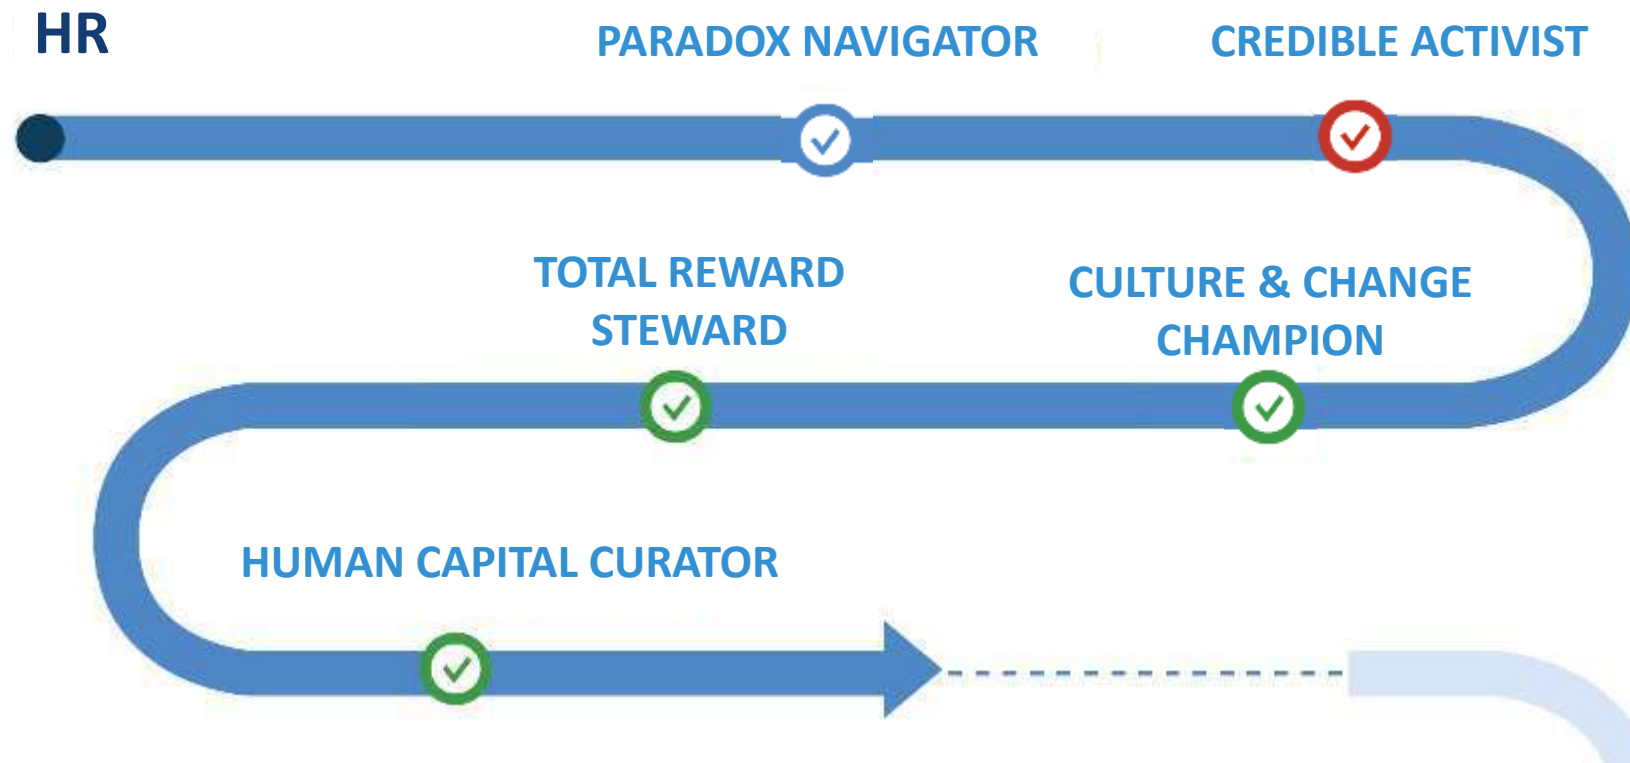 HR
PARADOX NAVIGATOR
CREDIBLE ACTIVIST
TOTAL REWARD
STEWARD
CULTURE & CHANGE
CHAMPION
HUMAN CAPITAL CURATOR